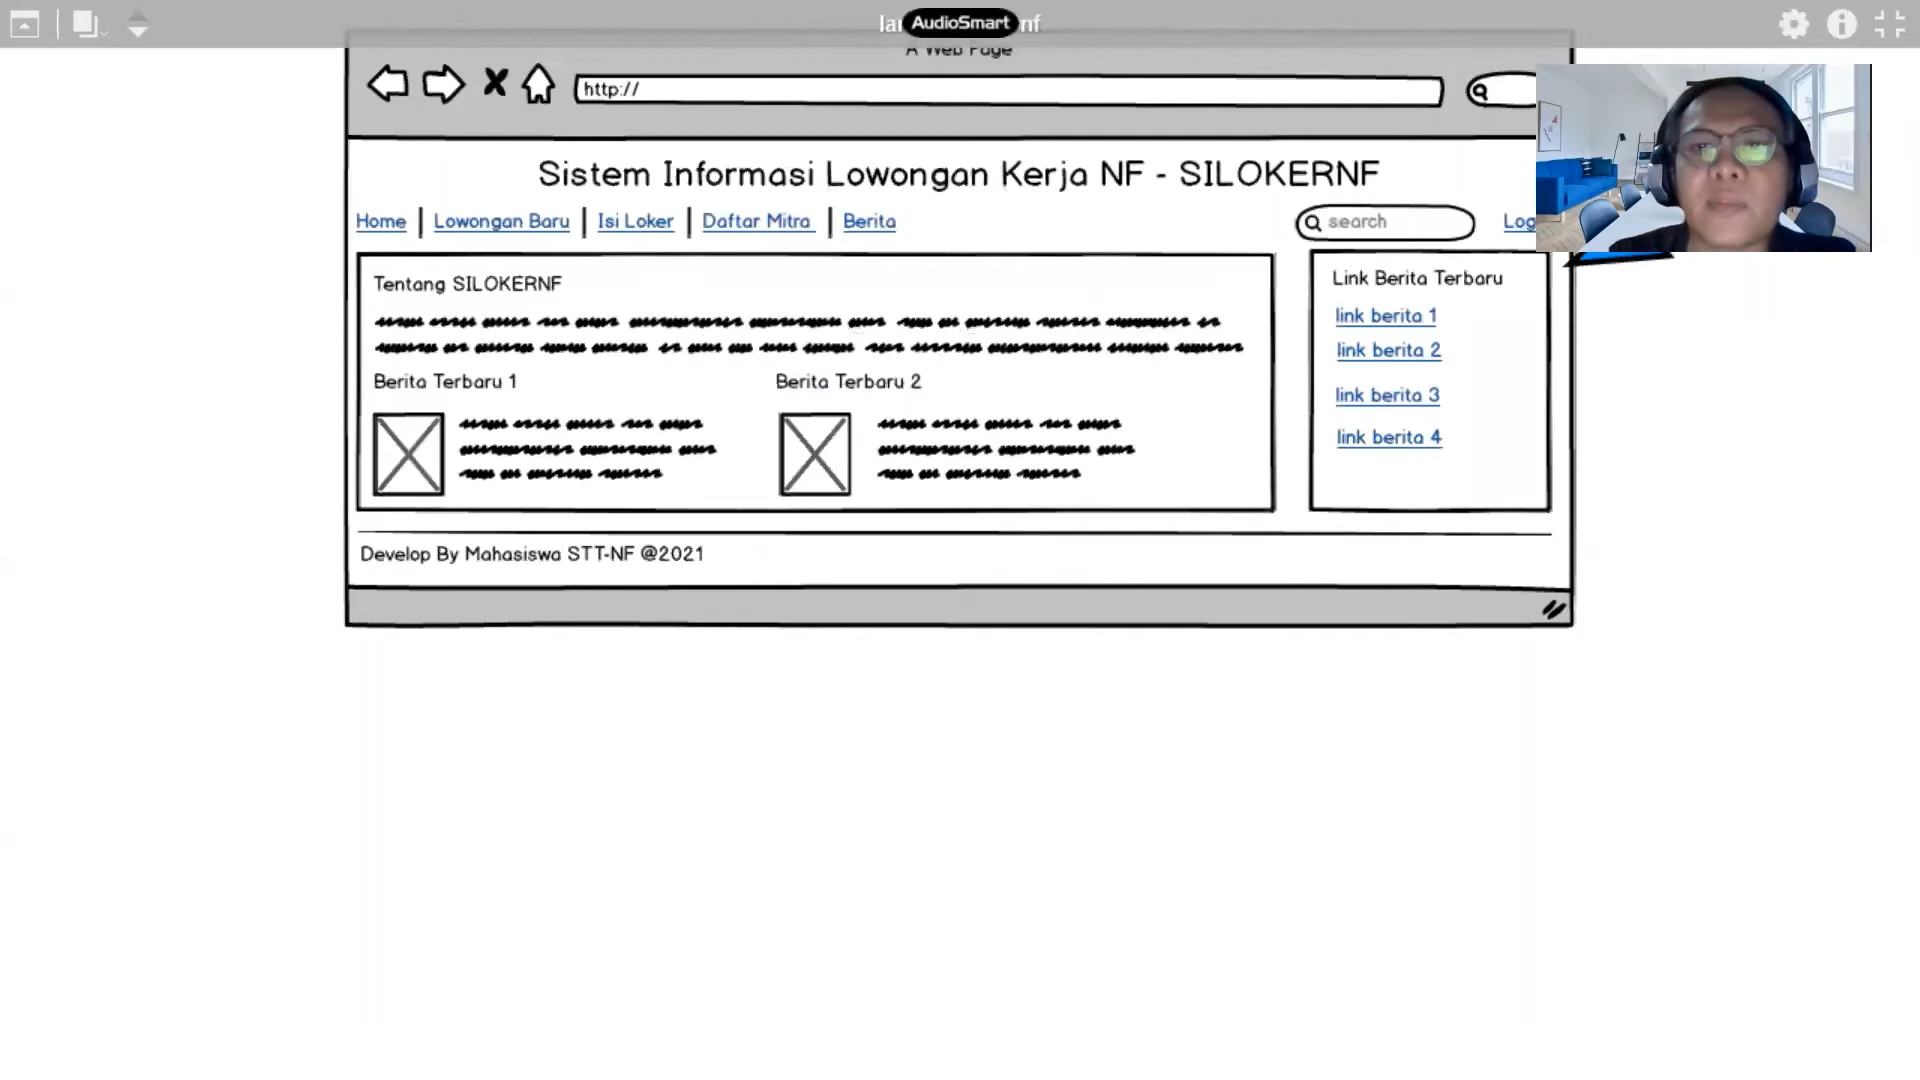 AudioSmart
A Web Page
http://
Sistem Informasi Lowongan Kerja NF - SILOKERNF
Home | Lowongan Baru | Isi Loker | Daftar Mitra | Berita
search
Tentang SILOKERNF
Berita Terbaru 1
Berita Terbaru 2
Link Berita Terbaru
link berita 1
link berita 2
link berita 3
link berita 4
Develop By Mahasiswa STT-NF @2021